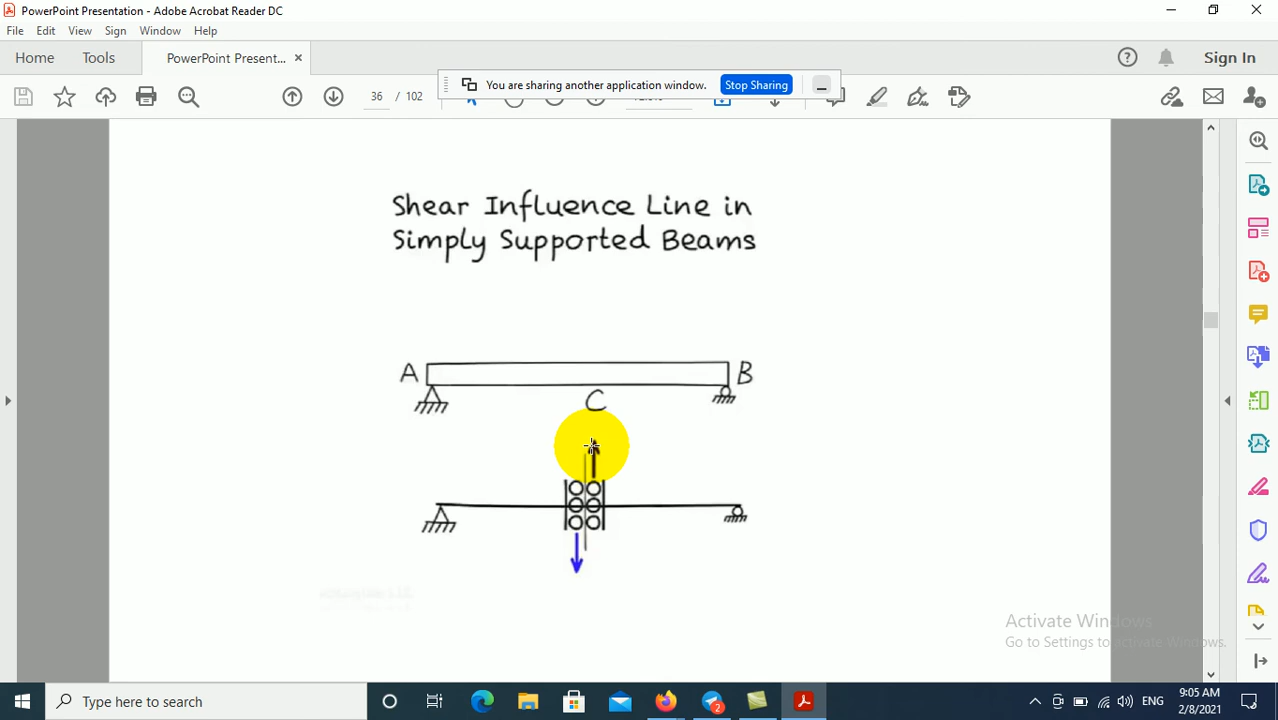 PowerPoint Presentation - Adobe Acrobat Reader DC
File Edit View Sign Window Help
Home Tools PowerPoint Present... Sign In
You are sharing another application window. Stop Sharing
36 / 102
Shear Influence Line in
Simply Supported Beams
A B
C
Activate Windows
Go to Settings to Activate Windows.
Type here to search
2
ENG
9:05 AM
2/8/2021